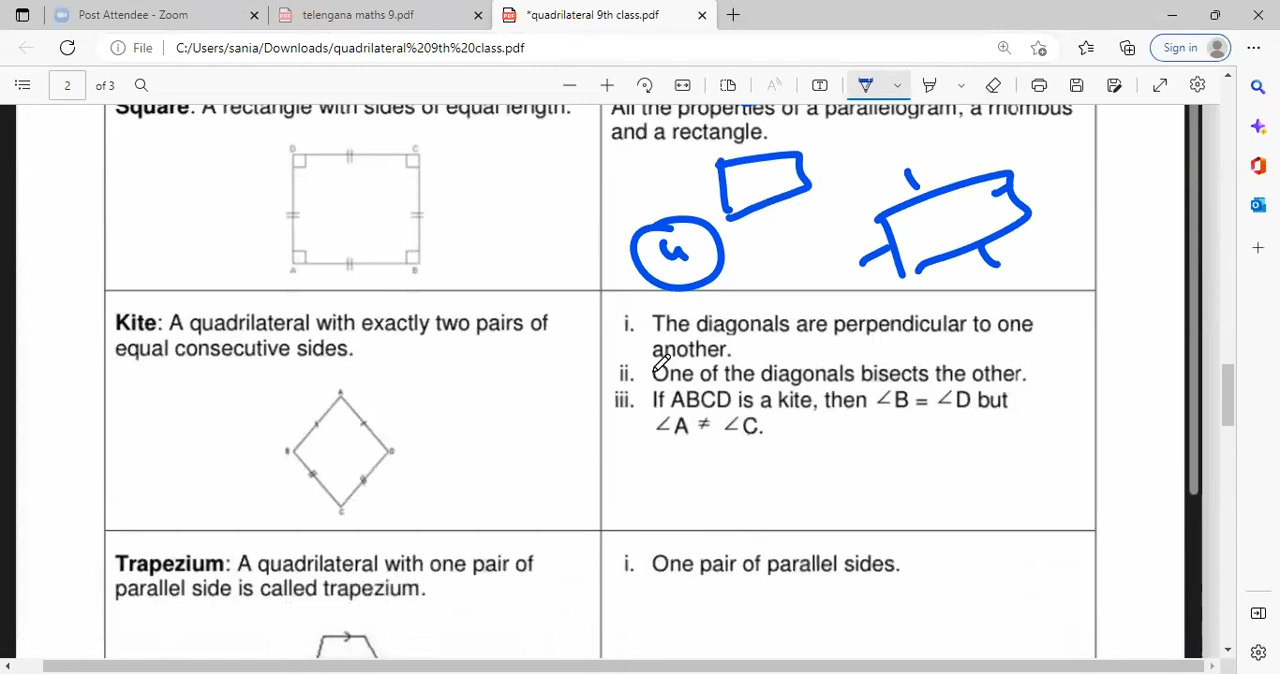 Post Attendee - Zoom
telengana maths 9.pdf
*quadrilateral 9th class.pdf
File
C:/Users/sania/Downloads/quadrilateral%209th%20class.pdf
Sign in
2 of 3
Square: A rectangle with sides of equal length.
D C
A B
All the properties of a parallelogram, a rhombus
and a rectangle.
Kite: A quadrilateral with exactly two pairs of
equal consecutive sides.
A
B D
C
i. The diagonals are perpendicular to one
another.
ii. One of the diagonals bisects the other.
iii. If ABCD is a kite, then ∠B = ∠D but
∠A ≠ ∠C.
Trapezium: A quadrilateral with one pair of
parallel side is called trapezium.
i. One pair of parallel sides.